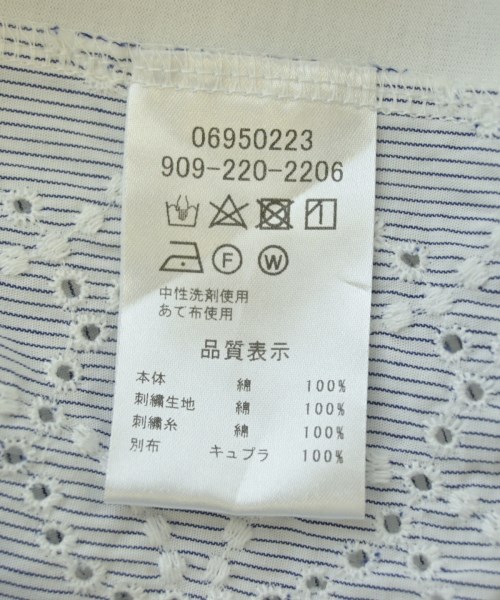 06950223
909-220-2206
F W
中性洗剤使用
あて布使用
品質表示
本体 綿 100%
刺繍生地 綿 100%
刺繍糸 綿 100%
別布 キュプラ 100%